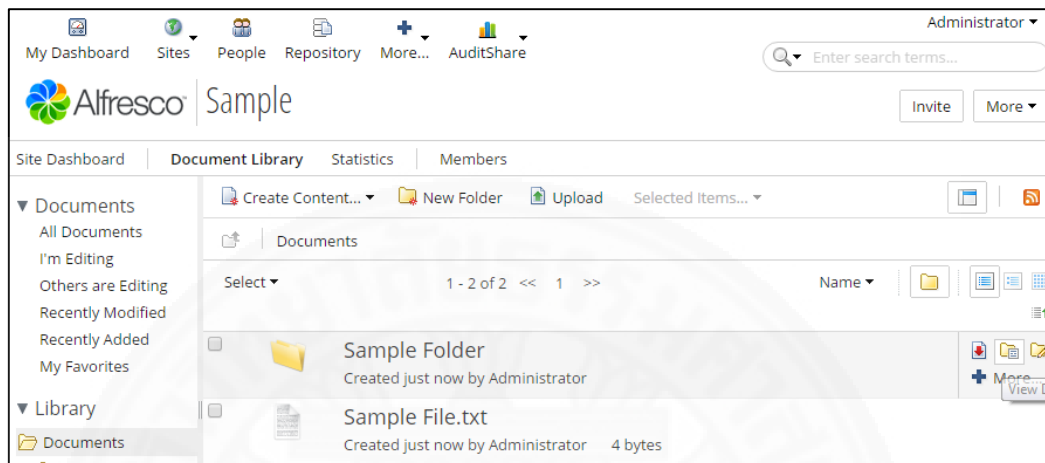 Administrator
My Dashboard Sites People Repository More... AuditShare
Enter search terms...
Alfresco Sample
Invite More
Site Dashboard Document Library Statistics Members
Documents
All Documents
I'm Editing
Others are Editing
Recently Modified
Recently Added
My Favorites
Library
Documents
Create Content... New Folder Upload Selected Items...
Documents
Select 1 - 2 of 2 << 1 >> Name
Sample Folder
Created just now by Administrator
More...
View D
Sample File.txt
Created just now by Administrator 4 bytes